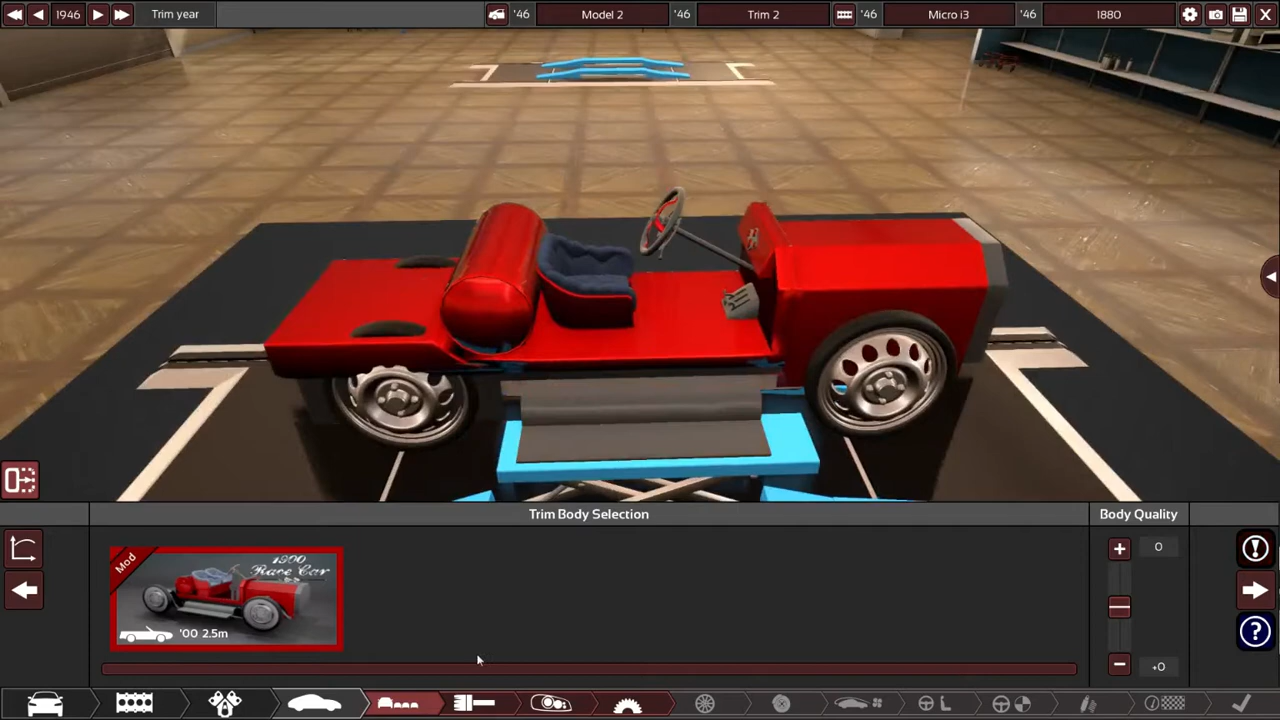 1946 Trim year '46 Model 2 '46 Trim 2 '46 Micro i3 '46 1880
Trim Body Selection
Body Quality
Mod
1900
Race Car
'00 2.5m
0
+0